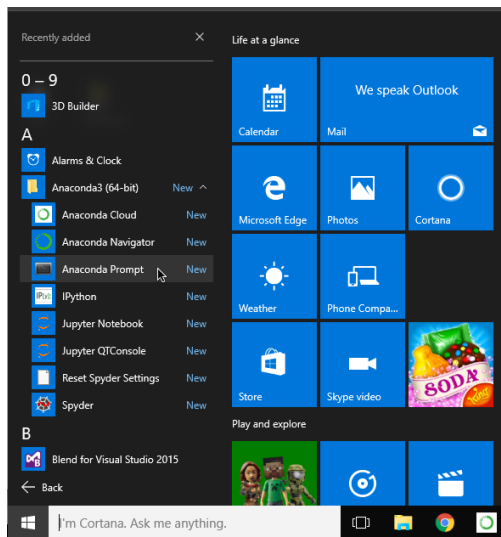 Recently added
0 – 9
3D Builder
A
Alarms & Clock
Anaconda3 (64-bit) New
Anaconda Cloud New
Anaconda Navigator New
Anaconda Prompt New
IPython New
Jupyter Notebook New
Jupyter QTConsole New
Reset Spyder Settings New
Spyder New
B
Blend for Visual Studio 2015
Back
Life at a glance
Calendar
We speak Outlook
Mail
Microsoft Edge
Photos
Cortana
Weather
Phone Compa...
Store
Skype video
SODA
Play and explore
I'm Cortana. Ask me anything.